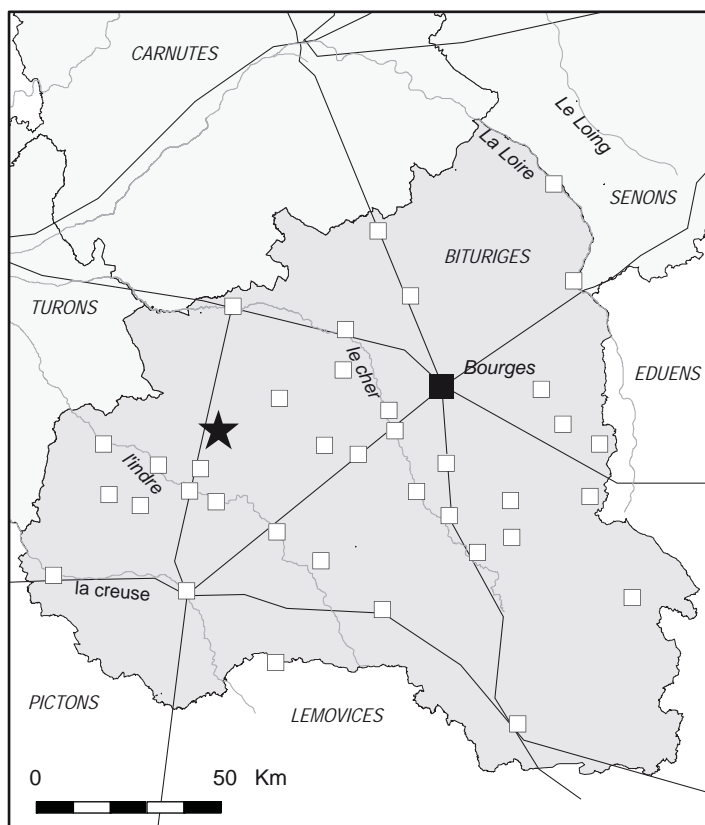 CARNUTES
Le Loing
La Loire
SENONS
BITURIGES
TURONS
le cher
Bourges
EDUENS
l'indre
la creuse
PICTONS
LEMOVICES
0 50 Km